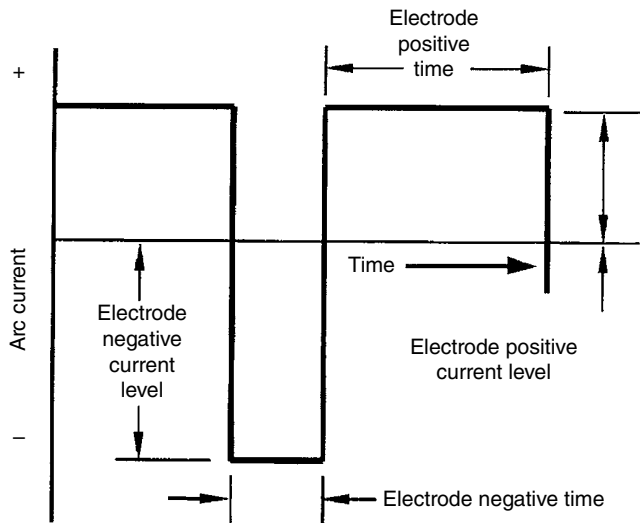 Electrode
positive
time
+
Arc current
–
Time
Electrode
negative
current
level
Electrode positive
current level
Electrode negative time